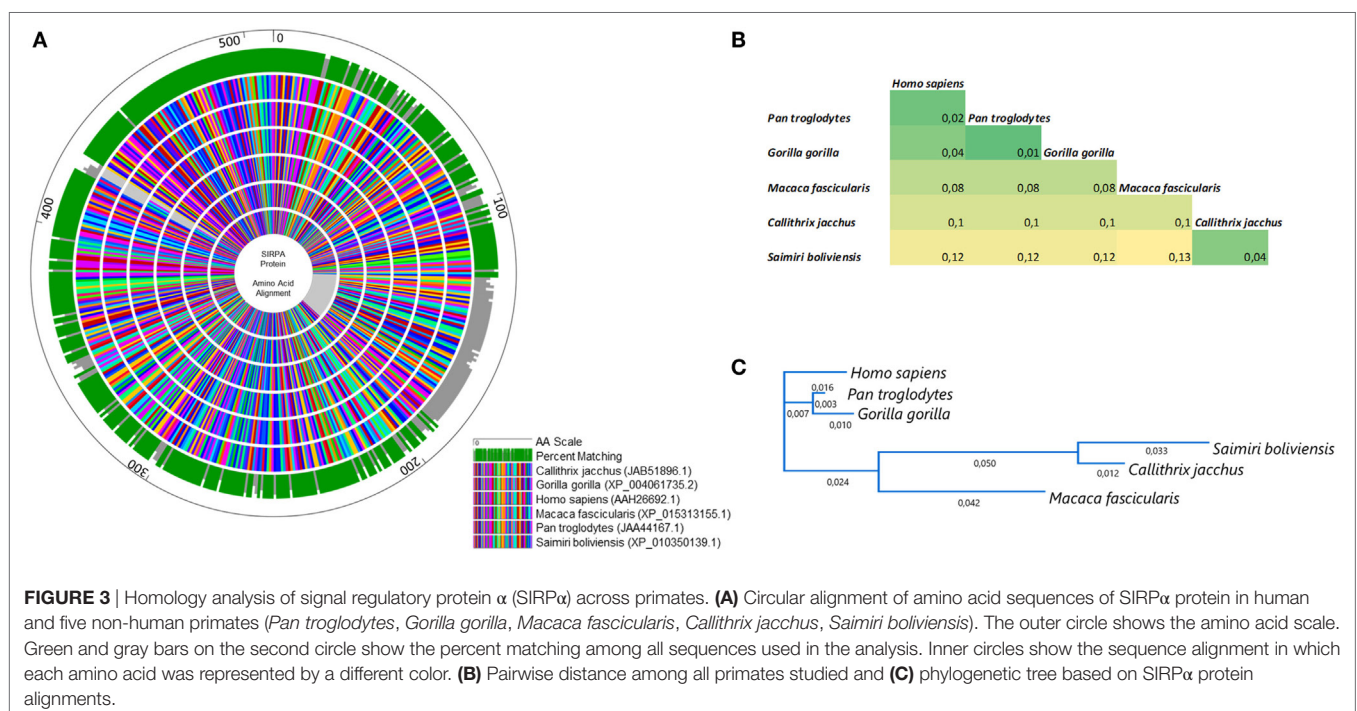 A
500
0
100
200
300
400
SIRPA
Protein
Amino Acid
Alignment
0
AA Scale
Percent Matching
Callithrix jacchus (JAB51896.1)
Gorilla gorilla (XP_004061735.2)
Homo sapiens (AAH26692.1)
Macaca fascicularis (XP_015313155.1)
Pan troglodytes (JAA44167.1)
Saimiri boliviensis (XP_010350139.1)
B
Homo sapiens
Pan troglodytes 0,02 Pan troglodytes
Gorilla gorilla 0,04 0,01 Gorilla gorilla
Macaca fascicularis 0,08 0,08 0,08 Macaca fascicularis
Callithrix jacchus 0,1 0,1 0,1 0,1 Callithrix jacchus
Saimiri boliviensis 0,12 0,12 0,12 0,13 0,04
C
Homo sapiens
0,016
Pan troglodytes
0,003
0,007
Gorilla gorilla
0,010
Saimiri boliviensis
0,033
0,050
Callithrix jacchus
0,012
0,024
Macaca fascicularis
0,042
FIGURE 3 | Homology analysis of signal regulatory protein α (SIRPα) across primates. (A) Circular alignment of amino acid sequences of SIRPα protein in human
and five non-human primates (Pan troglodytes, Gorilla gorilla, Macaca fascicularis, Callithrix jacchus, Saimiri boliviensis). The outer circle shows the amino acid scale.
Green and gray bars on the second circle show the percent matching among all sequences used in the analysis. Inner circles show the sequence alignment in which
each amino acid was represented by a different color. (B) Pairwise distance among all primates studied and (C) phylogenetic tree based on SIRPα protein
alignments.